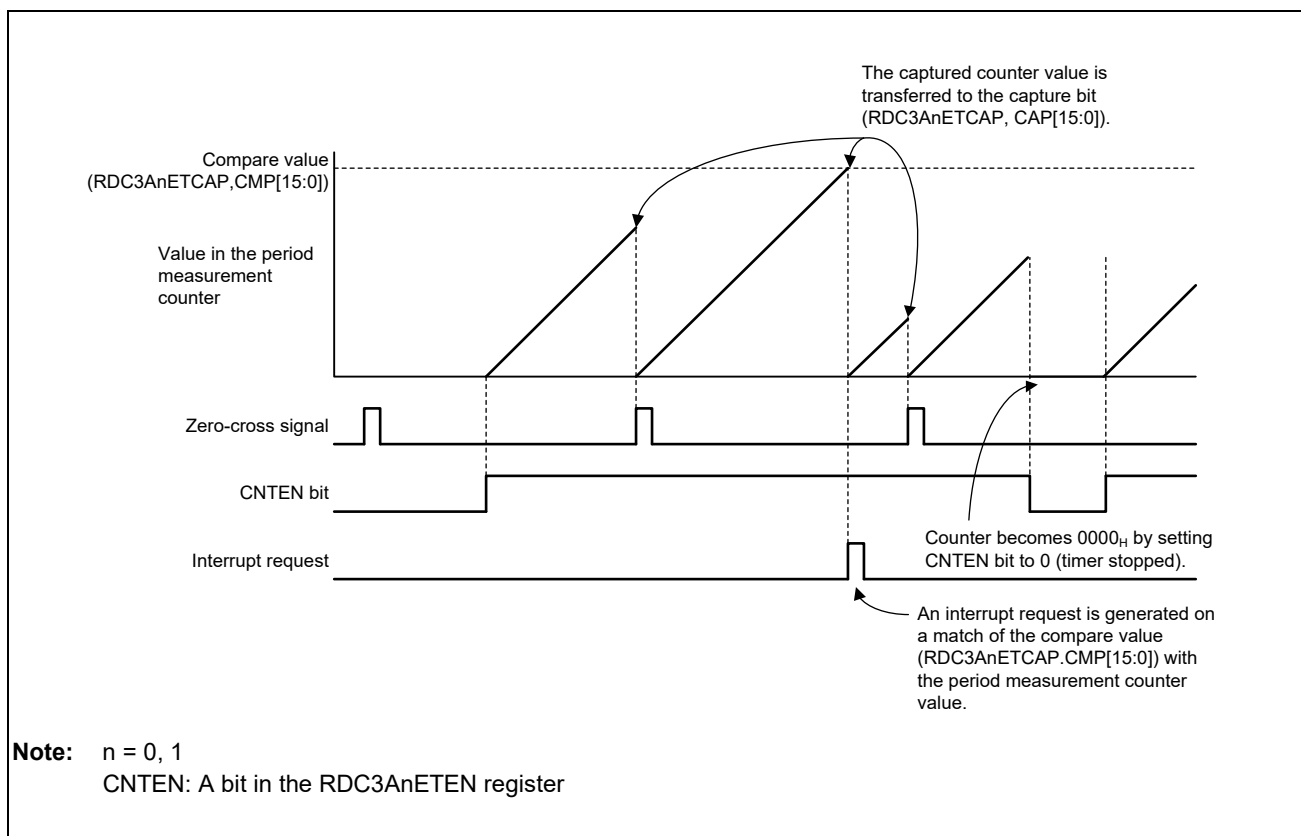 The captured counter value is
transferred to the capture bit
(RDC3AnETCAP, CAP[15:0]).
Compare value
(RDC3AnETCAP,CMP[15:0])
Value in the period
measurement
counter
Zero-cross signal
CNTEN bit
Interrupt request
Counter becomes 0000H by setting
CNTEN bit to 0 (timer stopped).
An interrupt request is generated on
a match of the compare value
(RDC3AnETCAP.CMP[15:0]) with
the period measurement counter
value.
Note: n = 0, 1
CNTEN: A bit in the RDC3AnETEN register